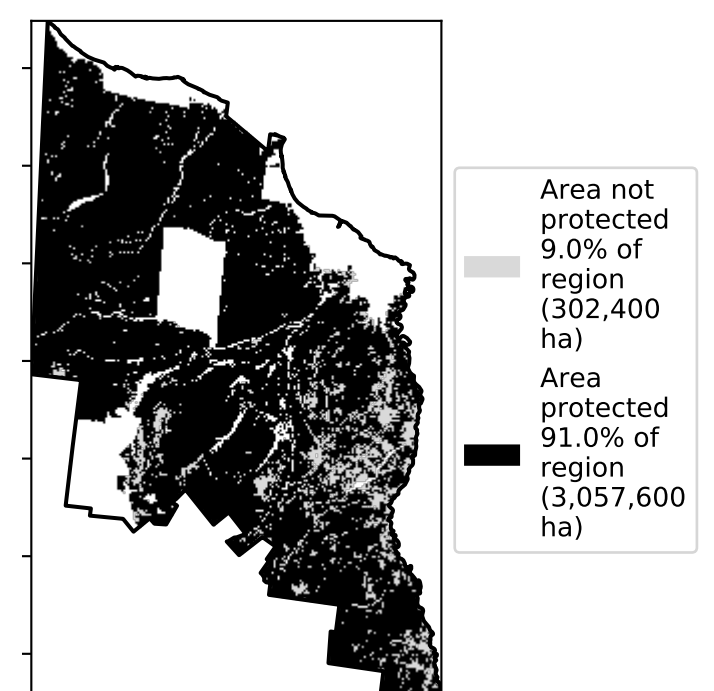 Area not
protected
9.0% of
region
(302,400
ha)
Area
protected
91.0% of
region
(3,057,600
ha)